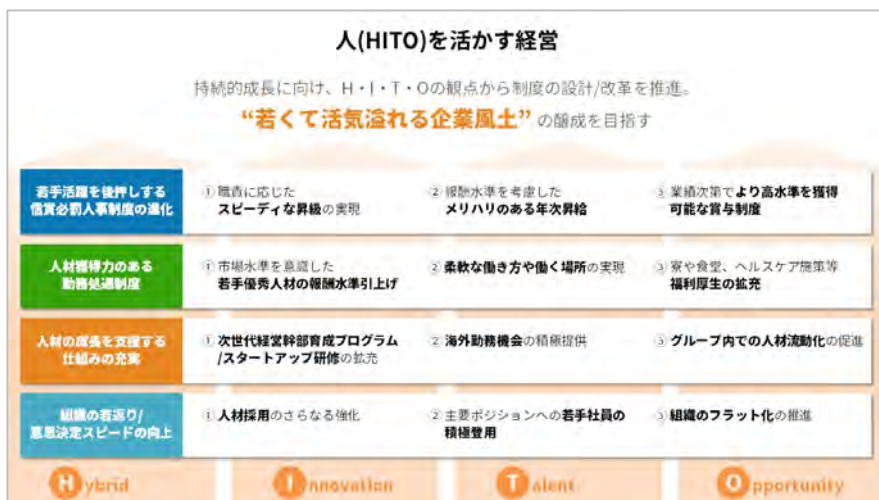 人(HITO)を活かす経営
持続的成長に向け、H・I・T・Oの観点から制度の設計/改革を推進。
“若くて活気溢れる企業風土” の醸成を目指す
若手活躍を後押しする
信賞必罰人事制度の進化
① 職責に応じた
スピーディな昇級の実現
② 報酬水準を考慮した
メリハリのある年次昇給
③ 業績次第でより高水準を獲得
可能な賞与制度
人材獲得力のある
勤務処遇制度
① 市場水準を意識した
若手優秀人材の報酬水準引上げ
② 柔軟な働き方や働く場所の実現
③ 寮や食堂、ヘルスケア施策等
福利厚生の拡充
人材の成長を支援する
仕組みの充実
① 次世代経営幹部育成プログラム
/スタートアップ研修の拡充
② 海外勤務機会の積極提供
③ グループ内での人材流動化の促進
組織の若返り/
意思決定スピードの向上
① 人材採用のさらなる強化
② 主要ポジションへの若手社員の
積極登用
③ 組織のフラット化の推進
Hybrid
Innovation
Talent
Opportunity